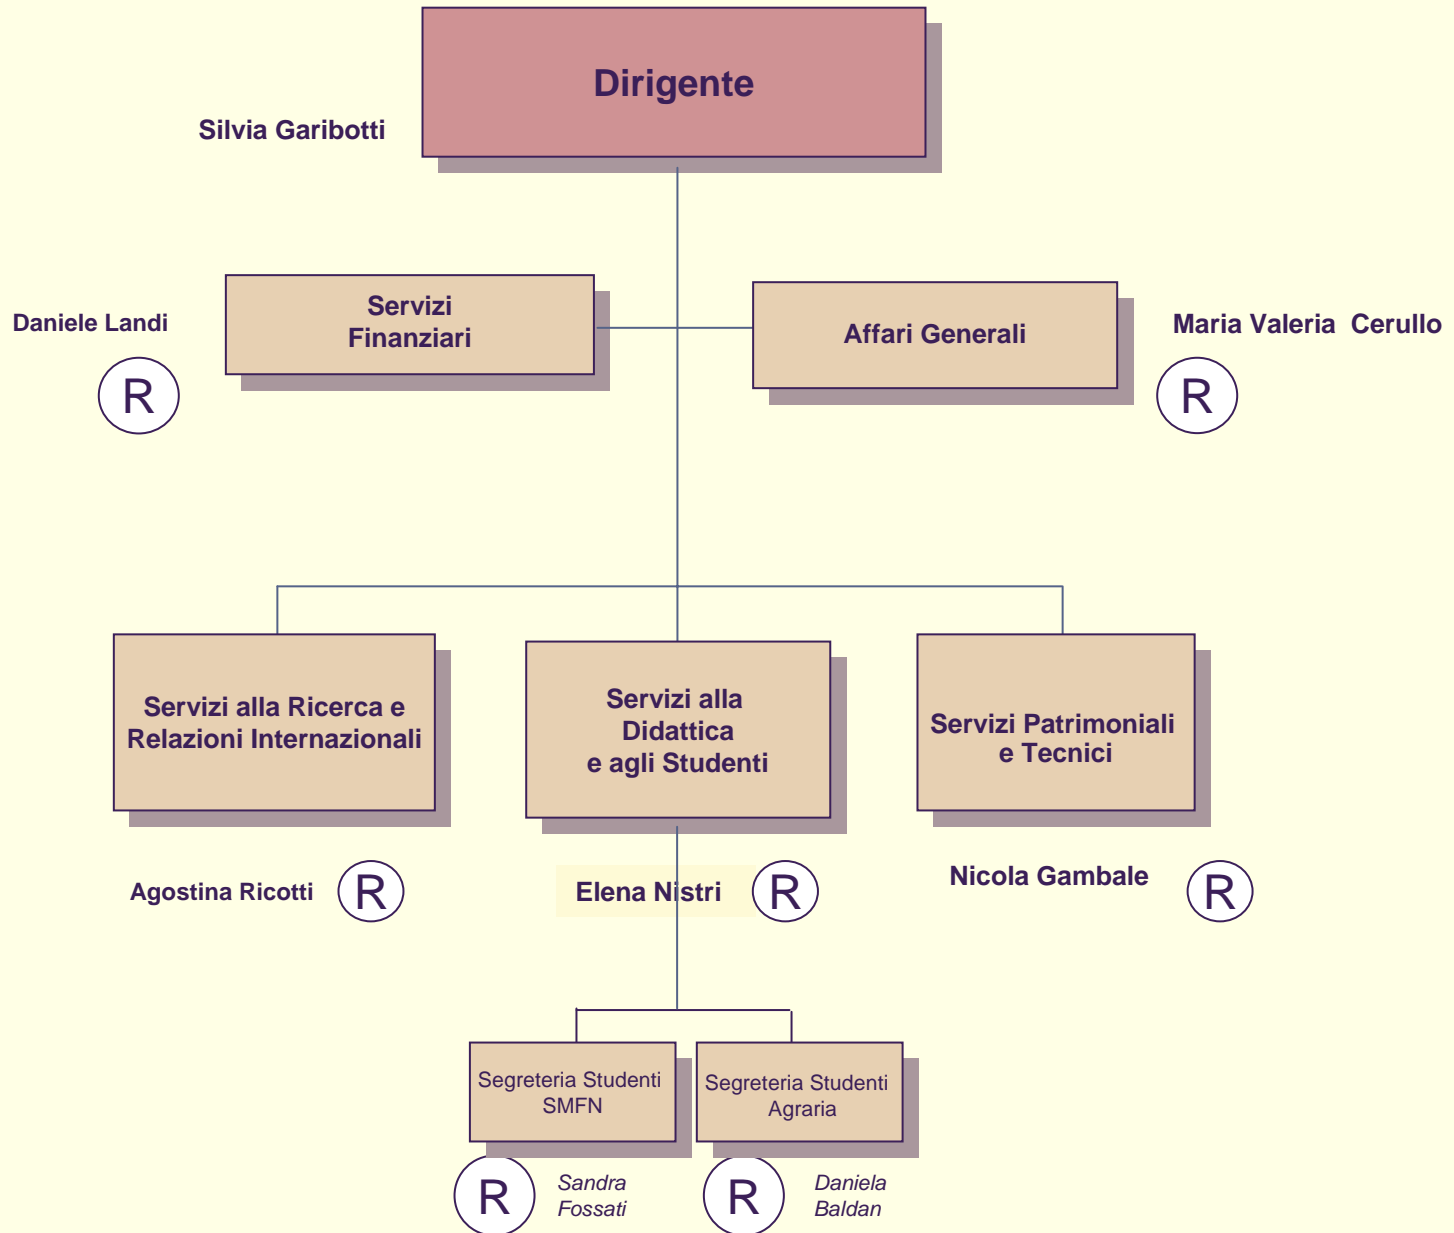 Dirigente
Silvia Garibotti
Daniele Landi
R
Servizi
Finanziari
Affari Generali
Maria Valeria Cerullo
R
Servizi alla Ricerca e
Relazioni Internazionali
Servizi alla
Didattica
e agli Studenti
Servizi Patrimoniali
e Tecnici
Agostina Ricotti
R
Elena Nistri
R
Nicola Gambale
R
Segreteria Studenti
SMFN
Segreteria Studenti
Agraria
R
Sandra
Fossati
R
Daniela
Baldan